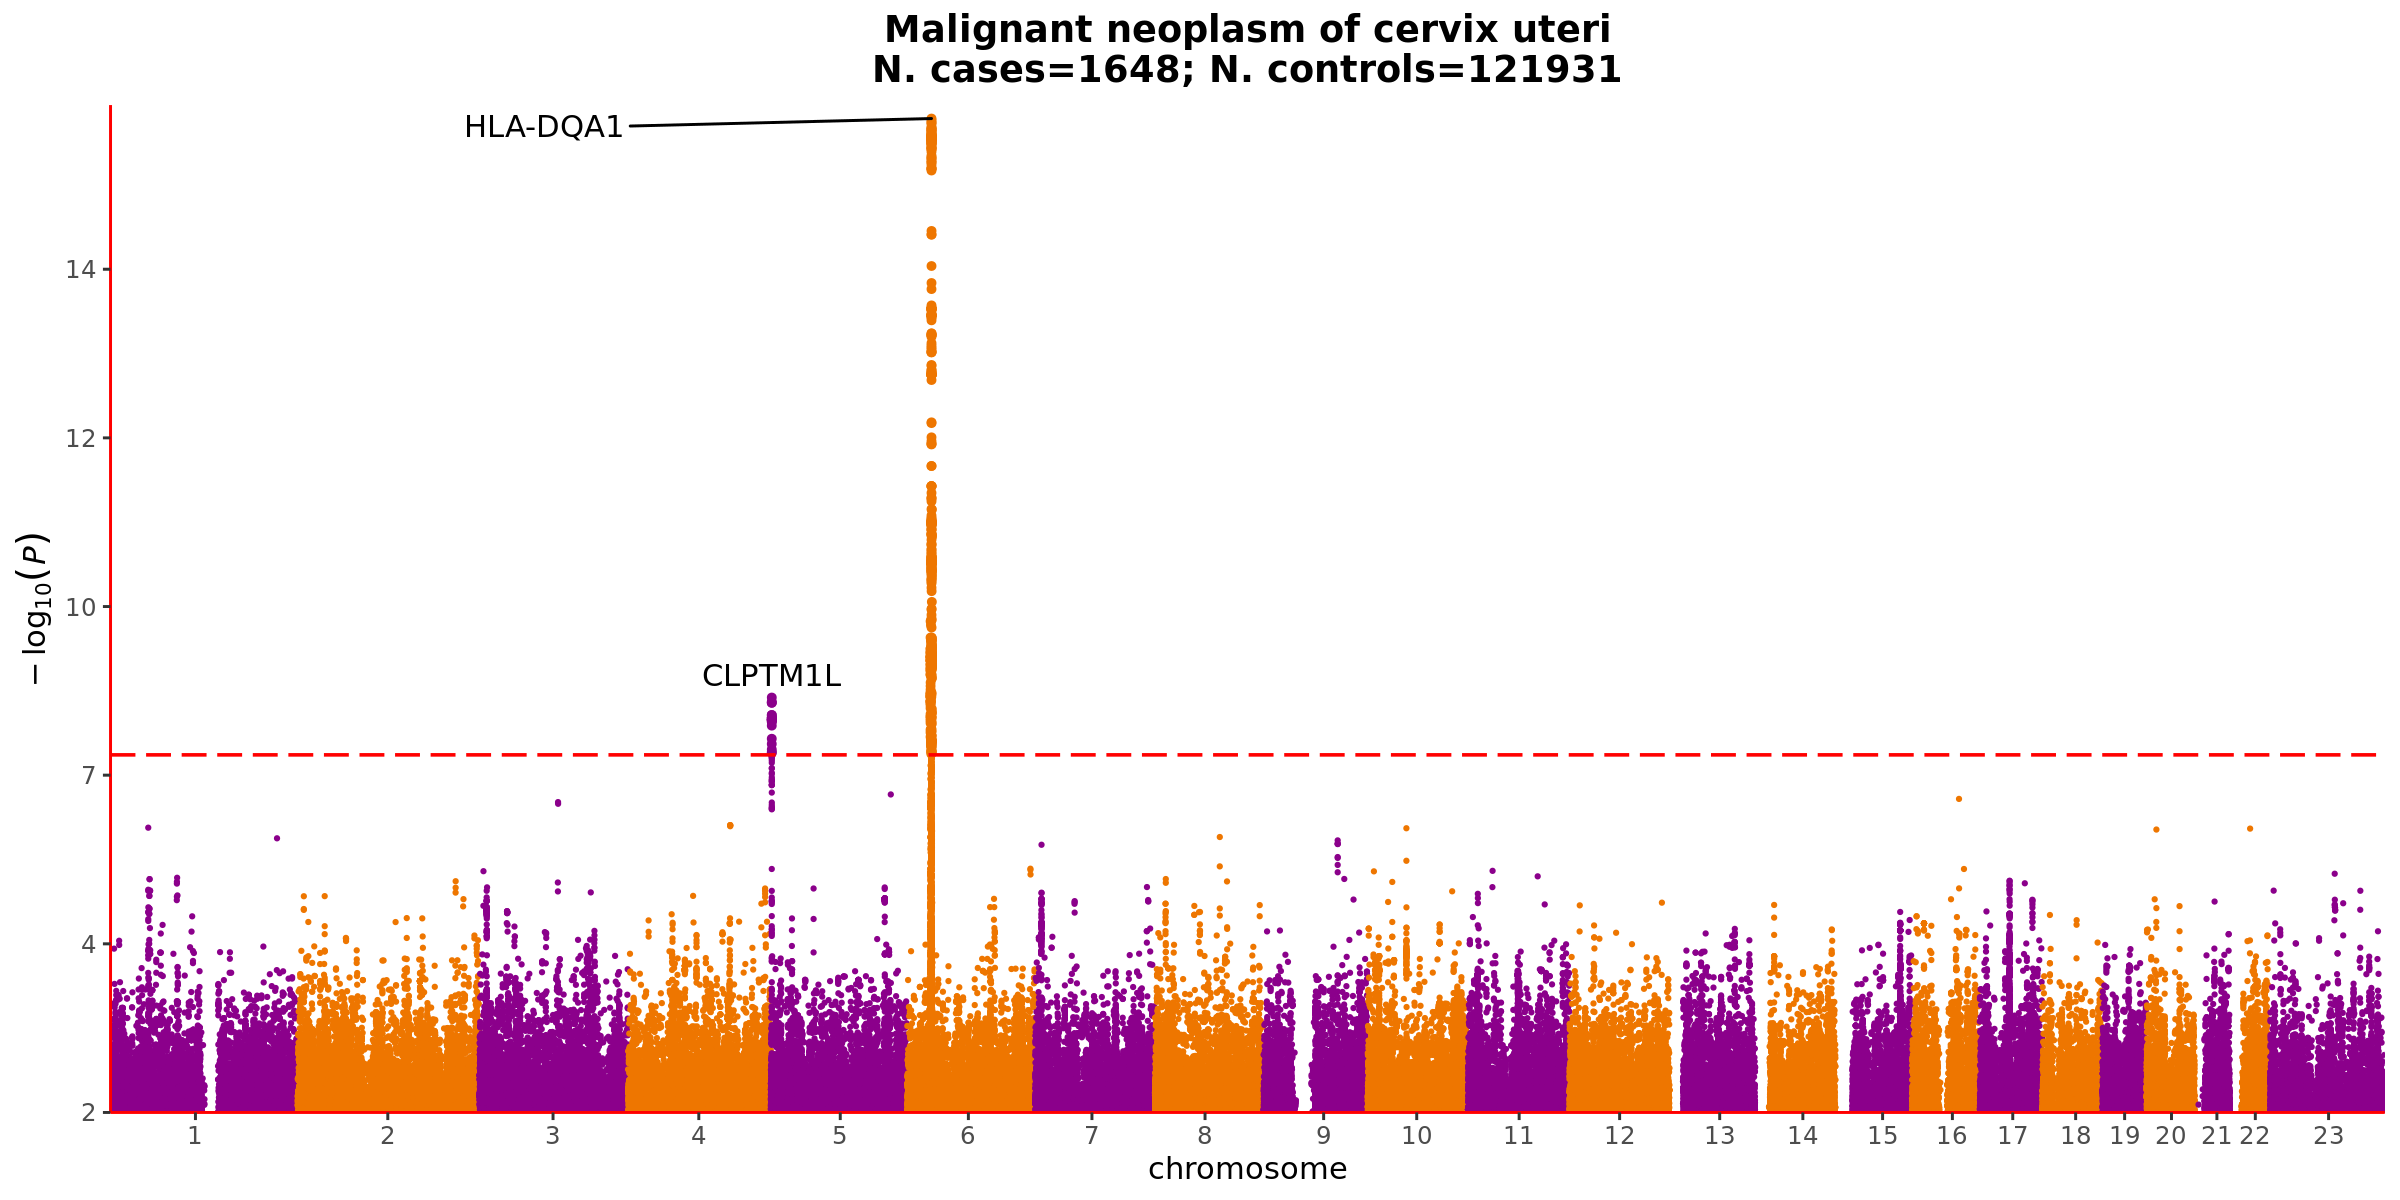 Malignant neoplasm of cervix uteri
N. cases=1648; N. controls=121931
HLA-DQA1
CLPTM1L
14
12
10
7
4
2
−log₁₀(P)
1 2 3 4 5 6 7 8 9 10 11 12 13 14 15 16 17 18 19 20 21 22 23
chromosome